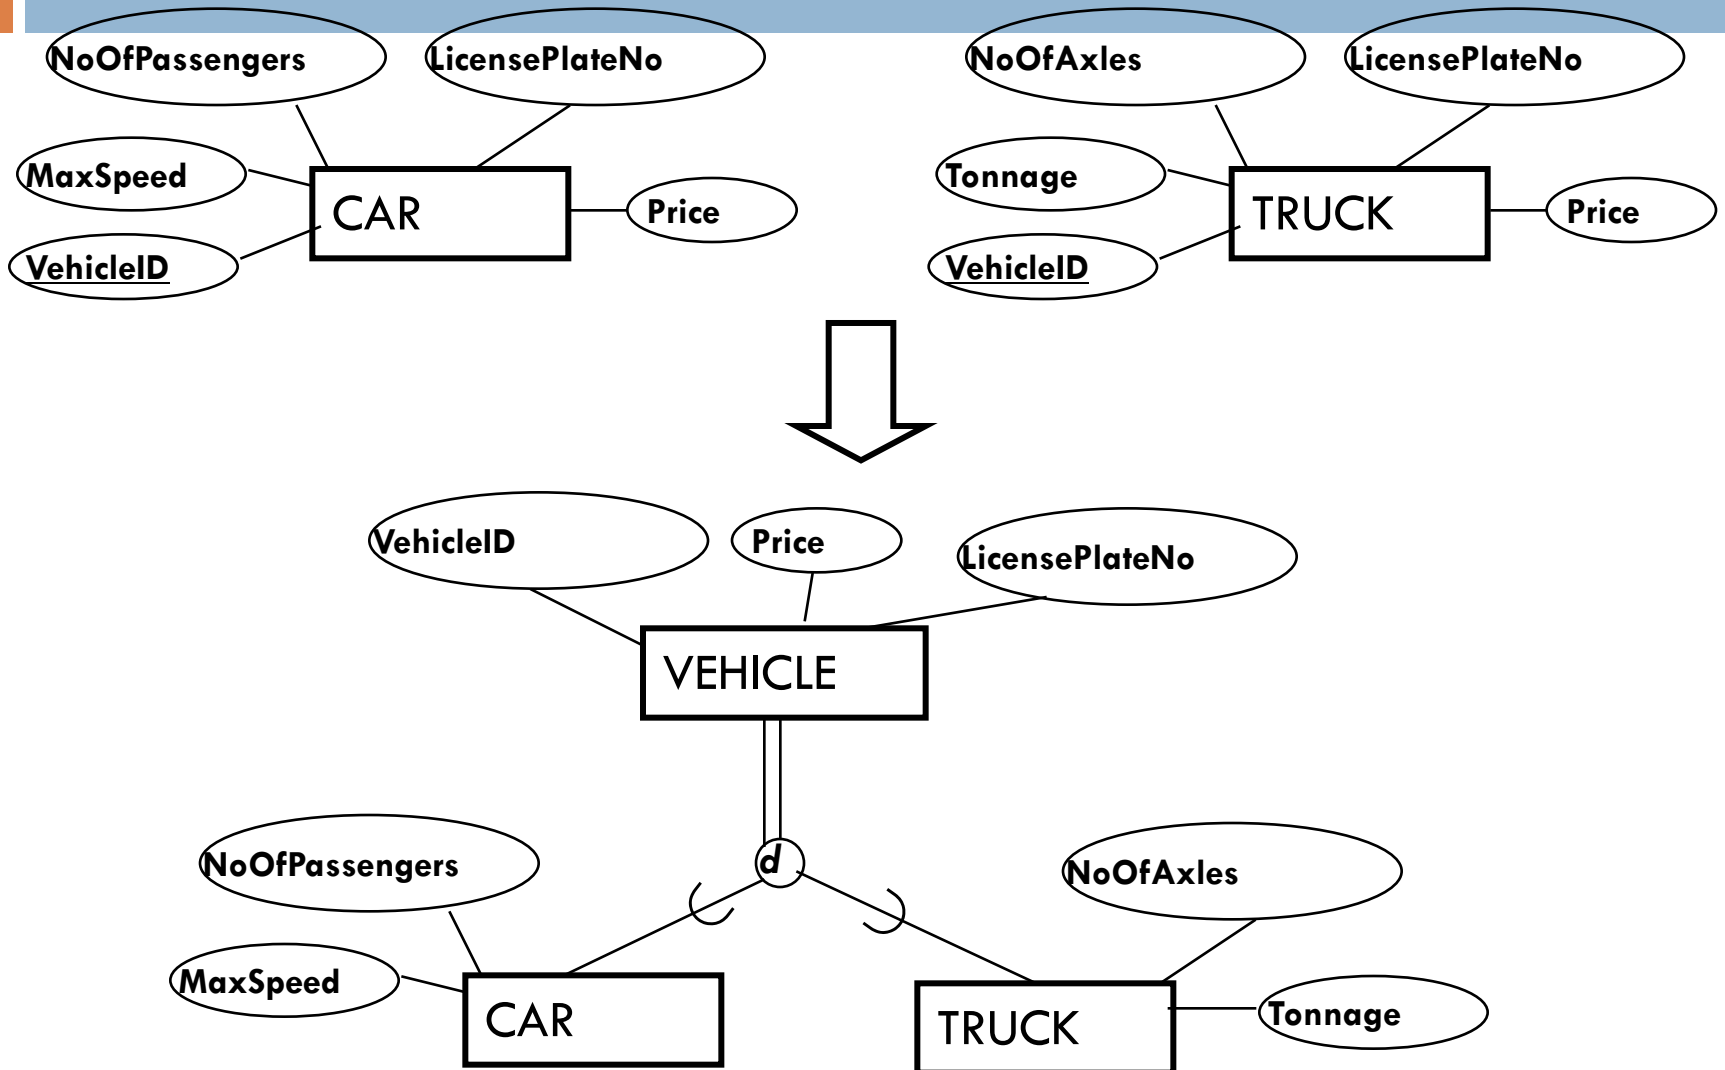 NoOfPassengers
LicensePlateNo
NoOfAxles
LicensePlateNo
MaxSpeed
CAR
Price
VehicleID
Tonnage
TRUCK
Price
VehicleID
VehicleID
Price
LicensePlateNo
VEHICLE
d
NoOfPassengers
NoOfAxles
MaxSpeed
CAR
TRUCK
Tonnage